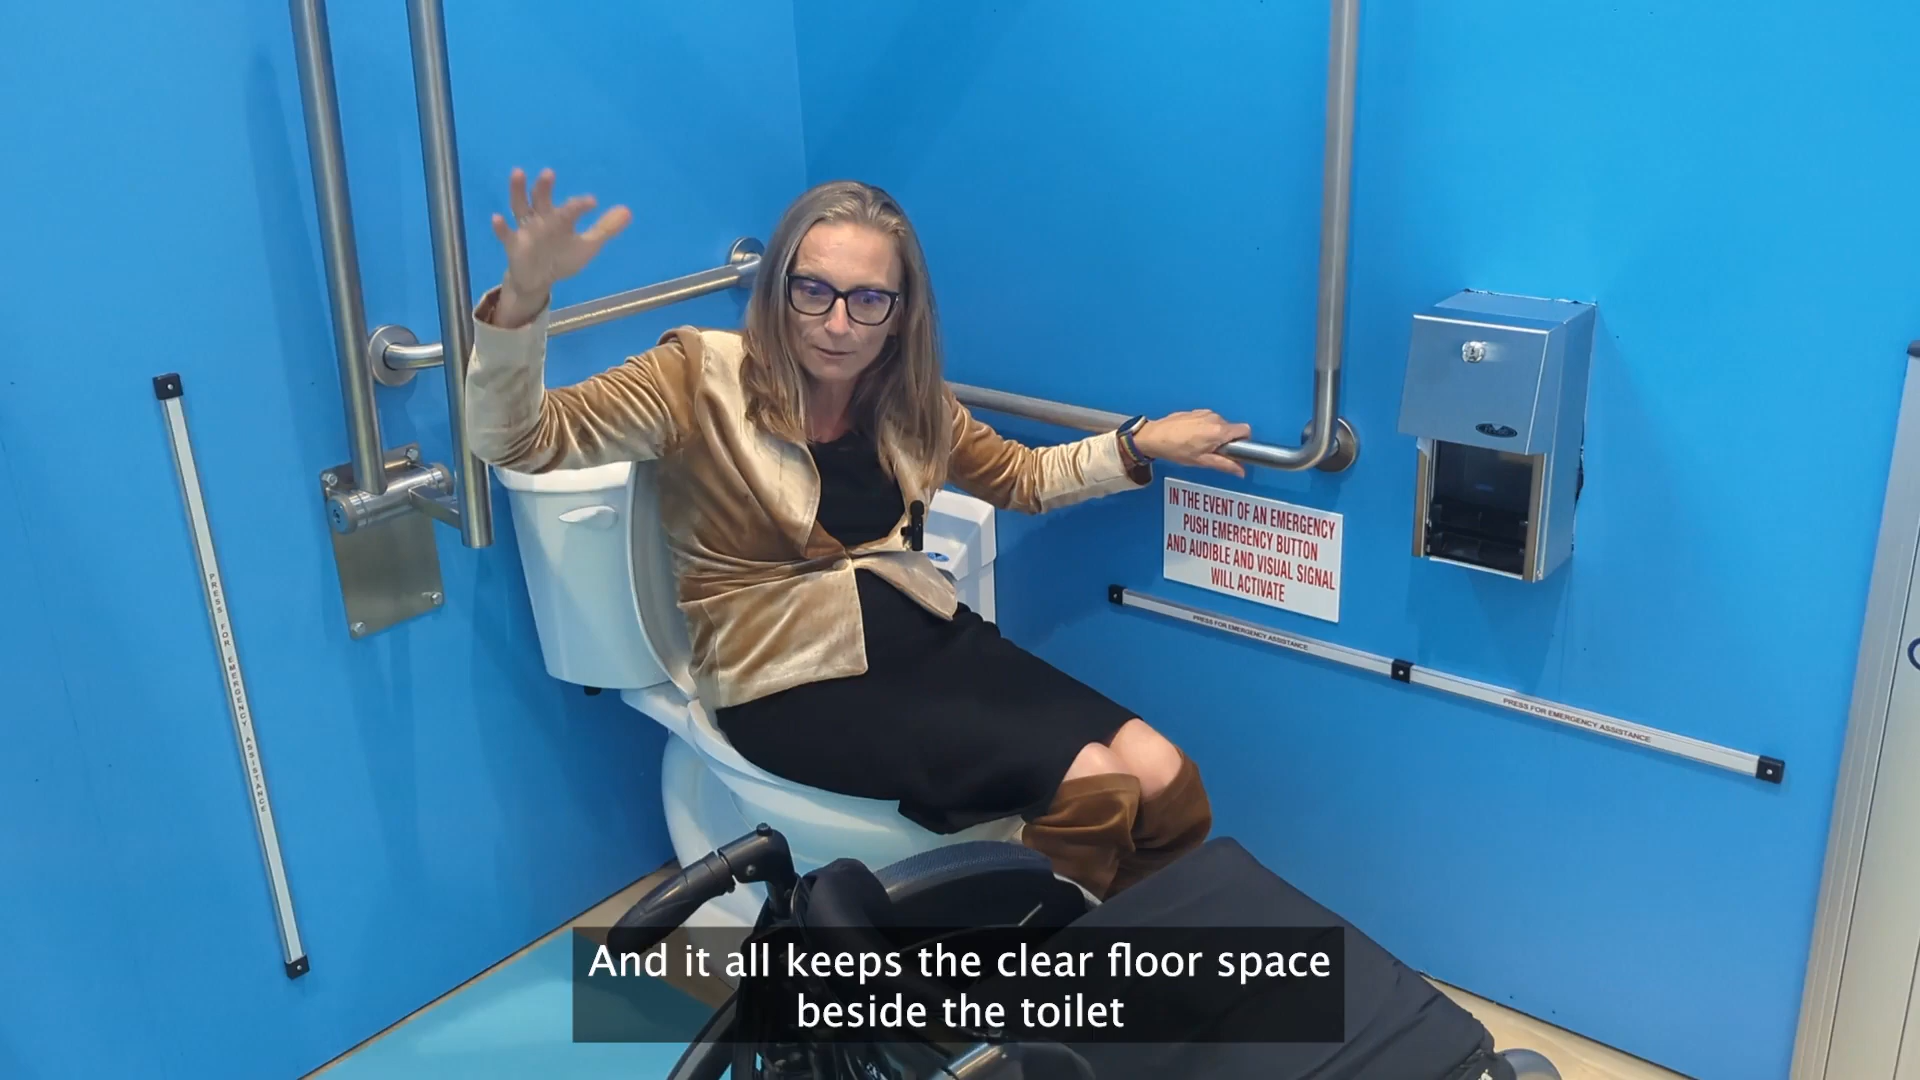 IN THE EVENT OF AN EMERGENCY
PUSH EMERGENCY BUTTON
AND AUDIBLE AND VISUAL SIGNAL
WILL ACTIVATE
PRESS FOR EMERGENCY ASSISTANCE
PRESS FOR EMERGENCY ASSISTANCE
PRESS FOR EMERGENCY ASSISTANCE
And it all keeps the clear floor space
beside the toilet